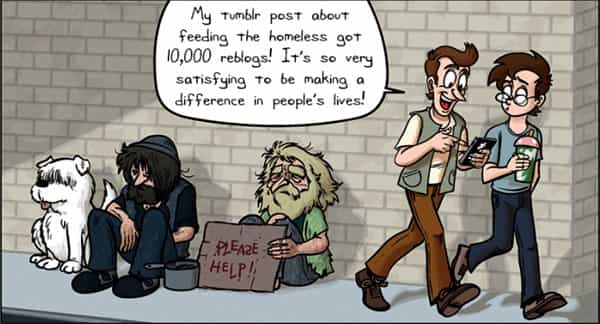 My tumblr post about
feeding the homeless got
10,000 reblogs! It's so very
satisfying to be making a
difference in people's lives!
PLEASE
HELP!!